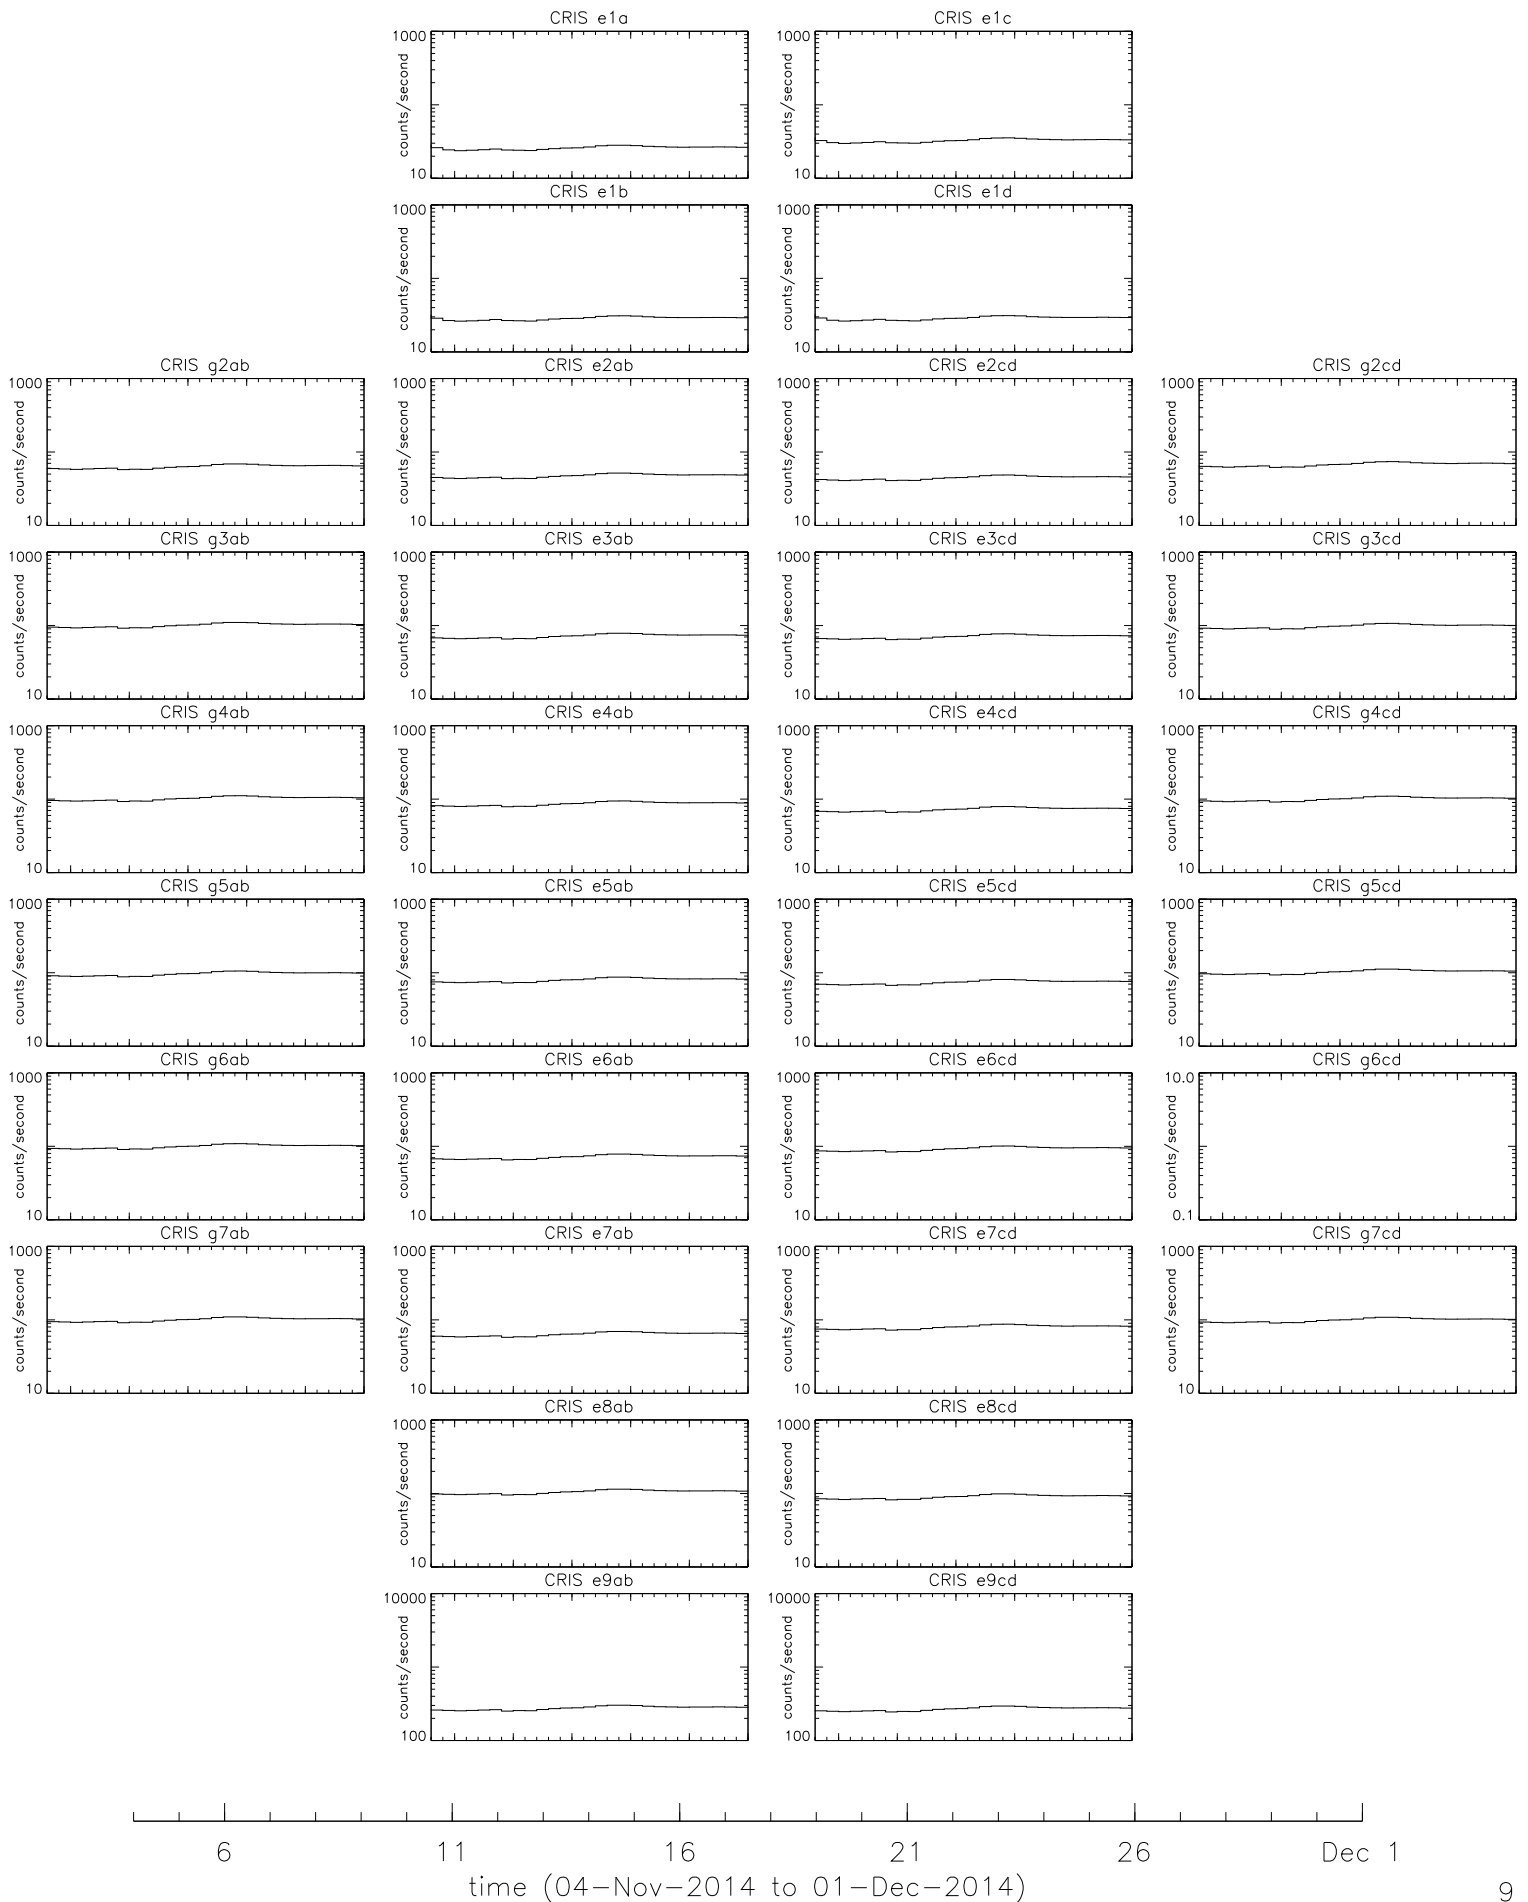 CRIS e1a
CRIS e1c
1000
counts/second
10
1000
counts/second
10
CRIS e1b
CRIS e1d
1000
counts/second
10
1000
counts/second
10
CRIS g2ab
CRIS e2ab
CRIS e2cd
CRIS g2cd
1000
counts/second
10
1000
counts/second
10
1000
counts/second
10
1000
counts/second
10
CRIS g3ab
CRIS e3ab
CRIS e3cd
CRIS g3cd
1000
counts/second
10
1000
counts/second
10
1000
counts/second
10
1000
counts/second
10
CRIS g4ab
CRIS e4ab
CRIS e4cd
CRIS g4cd
1000
counts/second
10
1000
counts/second
10
1000
counts/second
10
1000
counts/second
10
CRIS g5ab
CRIS e5ab
CRIS e5cd
CRIS g5cd
1000
counts/second
10
1000
counts/second
10
1000
counts/second
10
1000
counts/second
10
CRIS g6ab
CRIS e6ab
CRIS e6cd
CRIS g6cd
1000
counts/second
10
1000
counts/second
10
1000
counts/second
10
10.0
counts/second
0.1
CRIS g7ab
CRIS e7ab
CRIS e7cd
CRIS g7cd
1000
counts/second
10
1000
counts/second
10
1000
counts/second
10
1000
counts/second
10
CRIS e8ab
CRIS e8cd
1000
counts/second
10
1000
counts/second
10
CRIS e9ab
CRIS e9cd
10000
counts/second
100
10000
counts/second
100
6 11 16 21 26 Dec 1
time (04-Nov-2014 to 01-Dec-2014)
9